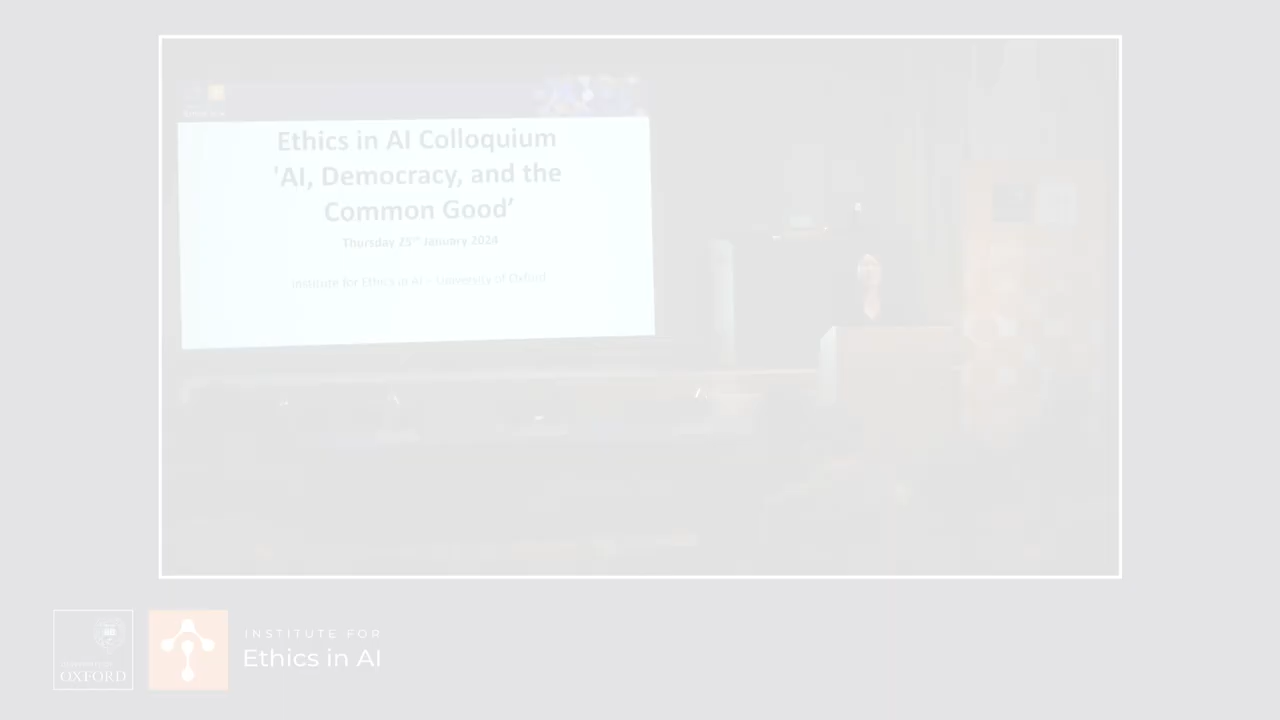 Ethics in AI Colloquium
'AI, Democracy, and the
Common Good’
Thursday 25th January 2024
Institute for Ethics in AI – University of Oxford
OXFORD
INSTITUTE FOR
Ethics in AI